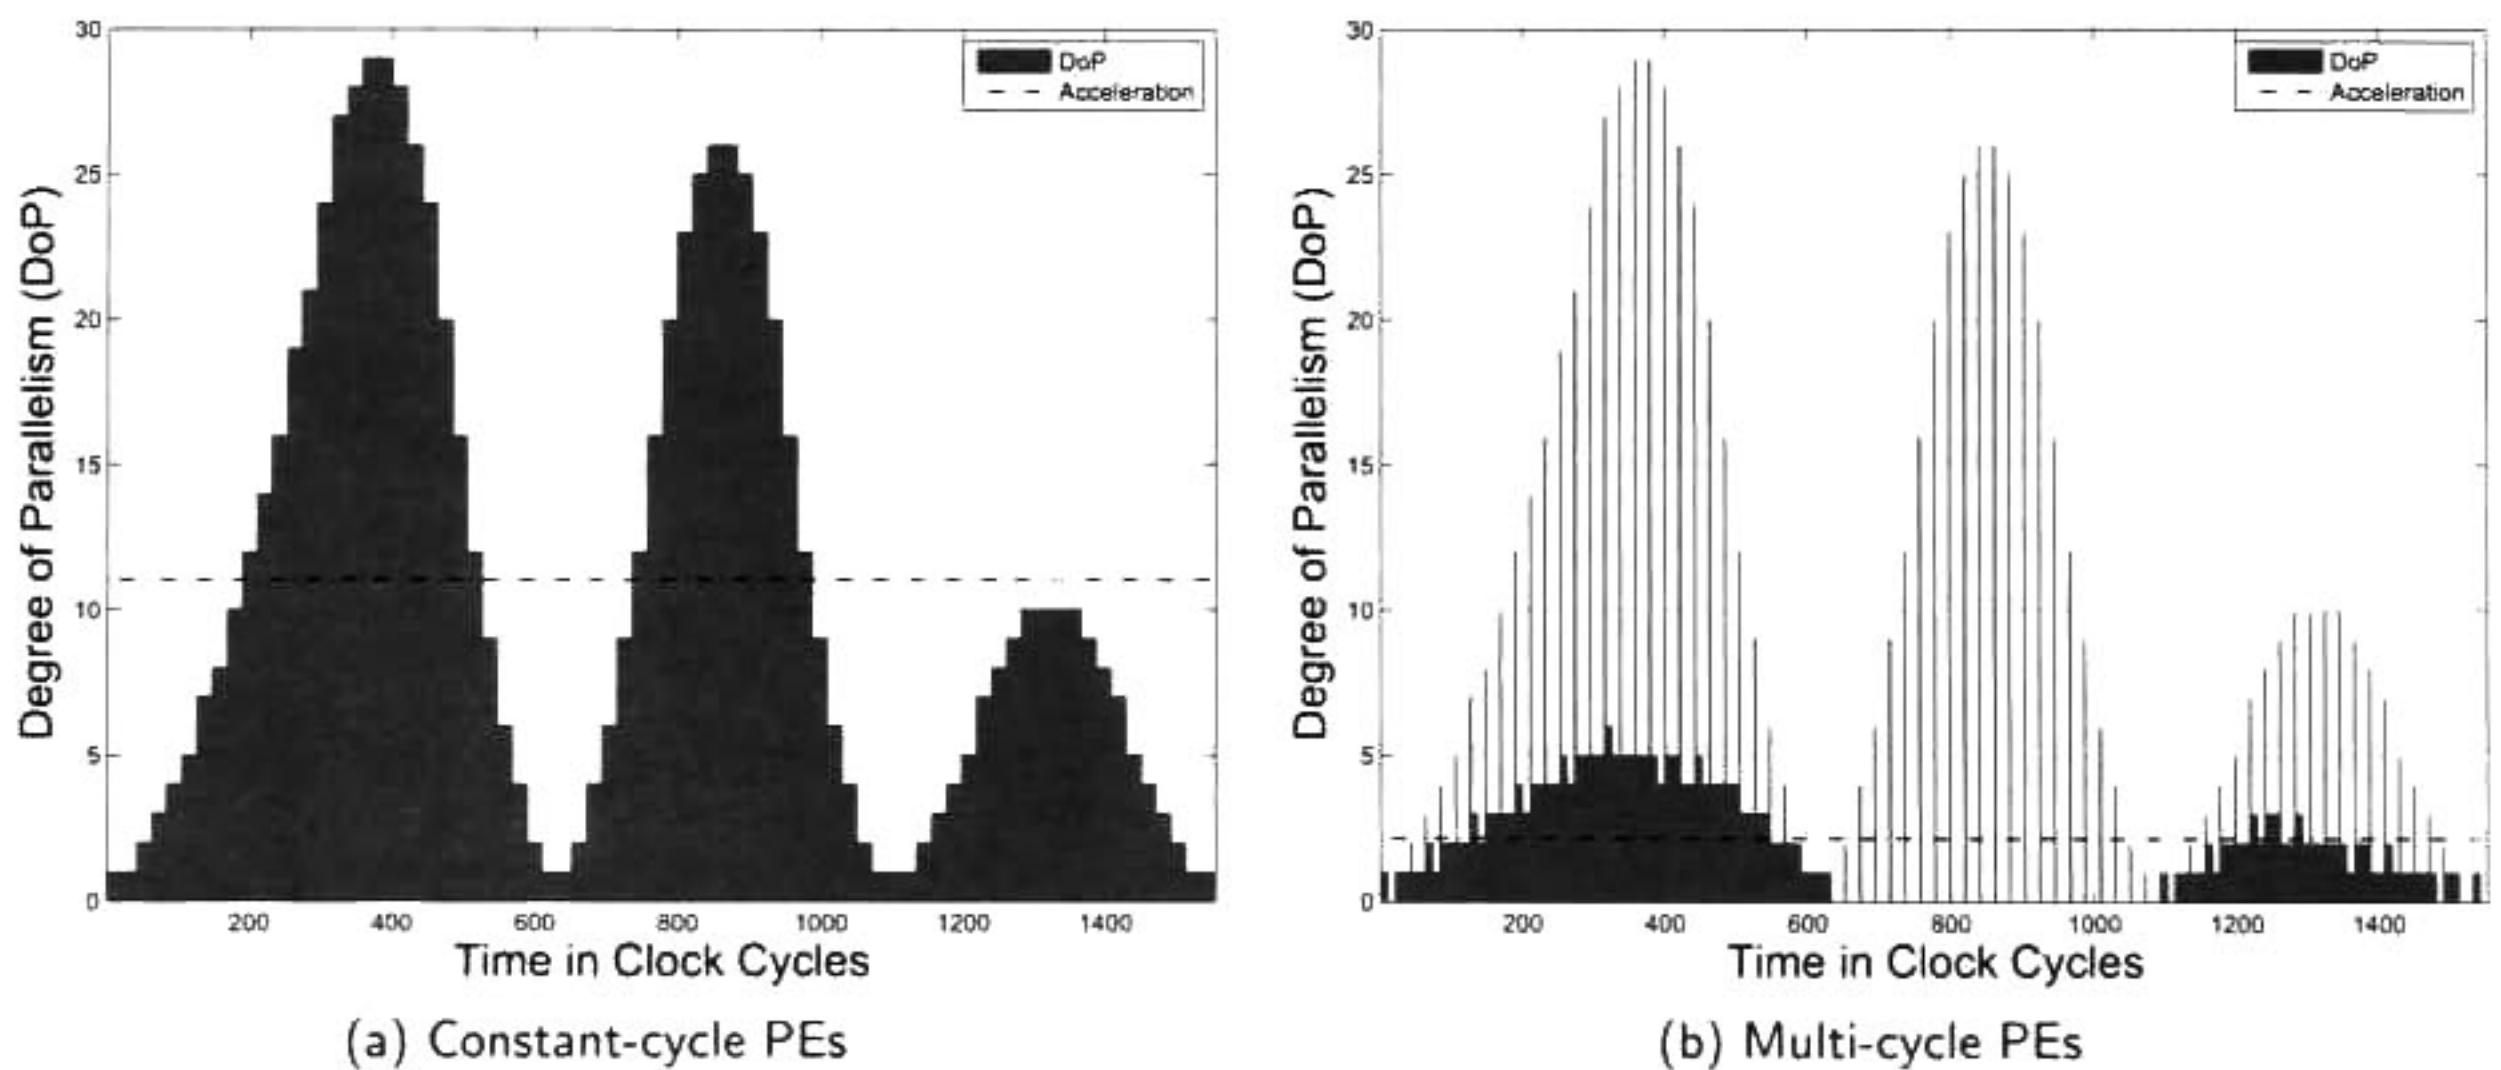 30
25
20
15
10
5
0
Degree of Parallelism (DoP)
DoP
Acceleration
200 400 600 800 1000 1200 1400
Time in Clock Cycles
(a) Constant-cycle PEs
30
25
20
15
10
5
0
Degree of Parallelism (DoP)
DoP
Acceleration
200 400 600 800 1000 1200 1400
Time in Clock Cycles
(b) Multi-cycle PEs